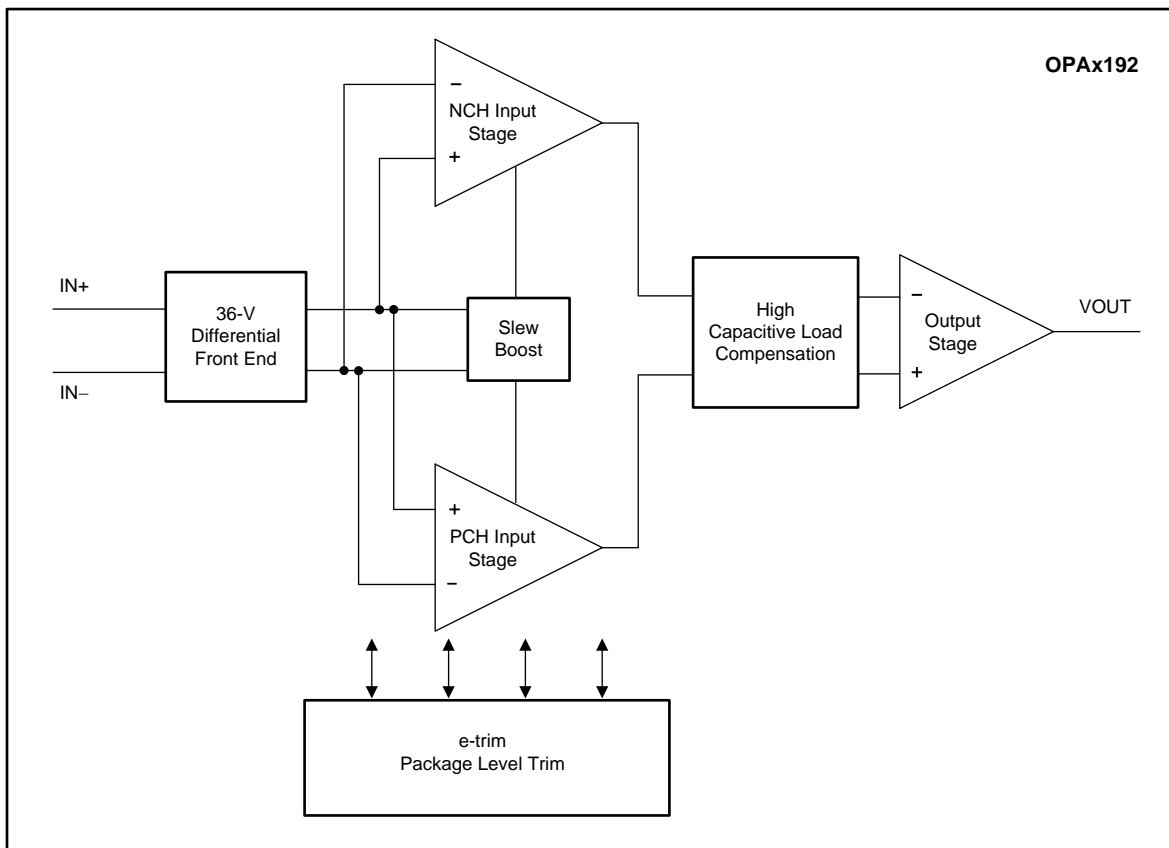 OPAx192
−
NCH Input
Stage
+
IN+
IN−
36-V
Differential
Front End
Slew
Boost
High
Capacitive Load
Compensation
−
Output
Stage
+
VOUT
+
PCH Input
Stage
−
e-trim
Package Level Trim